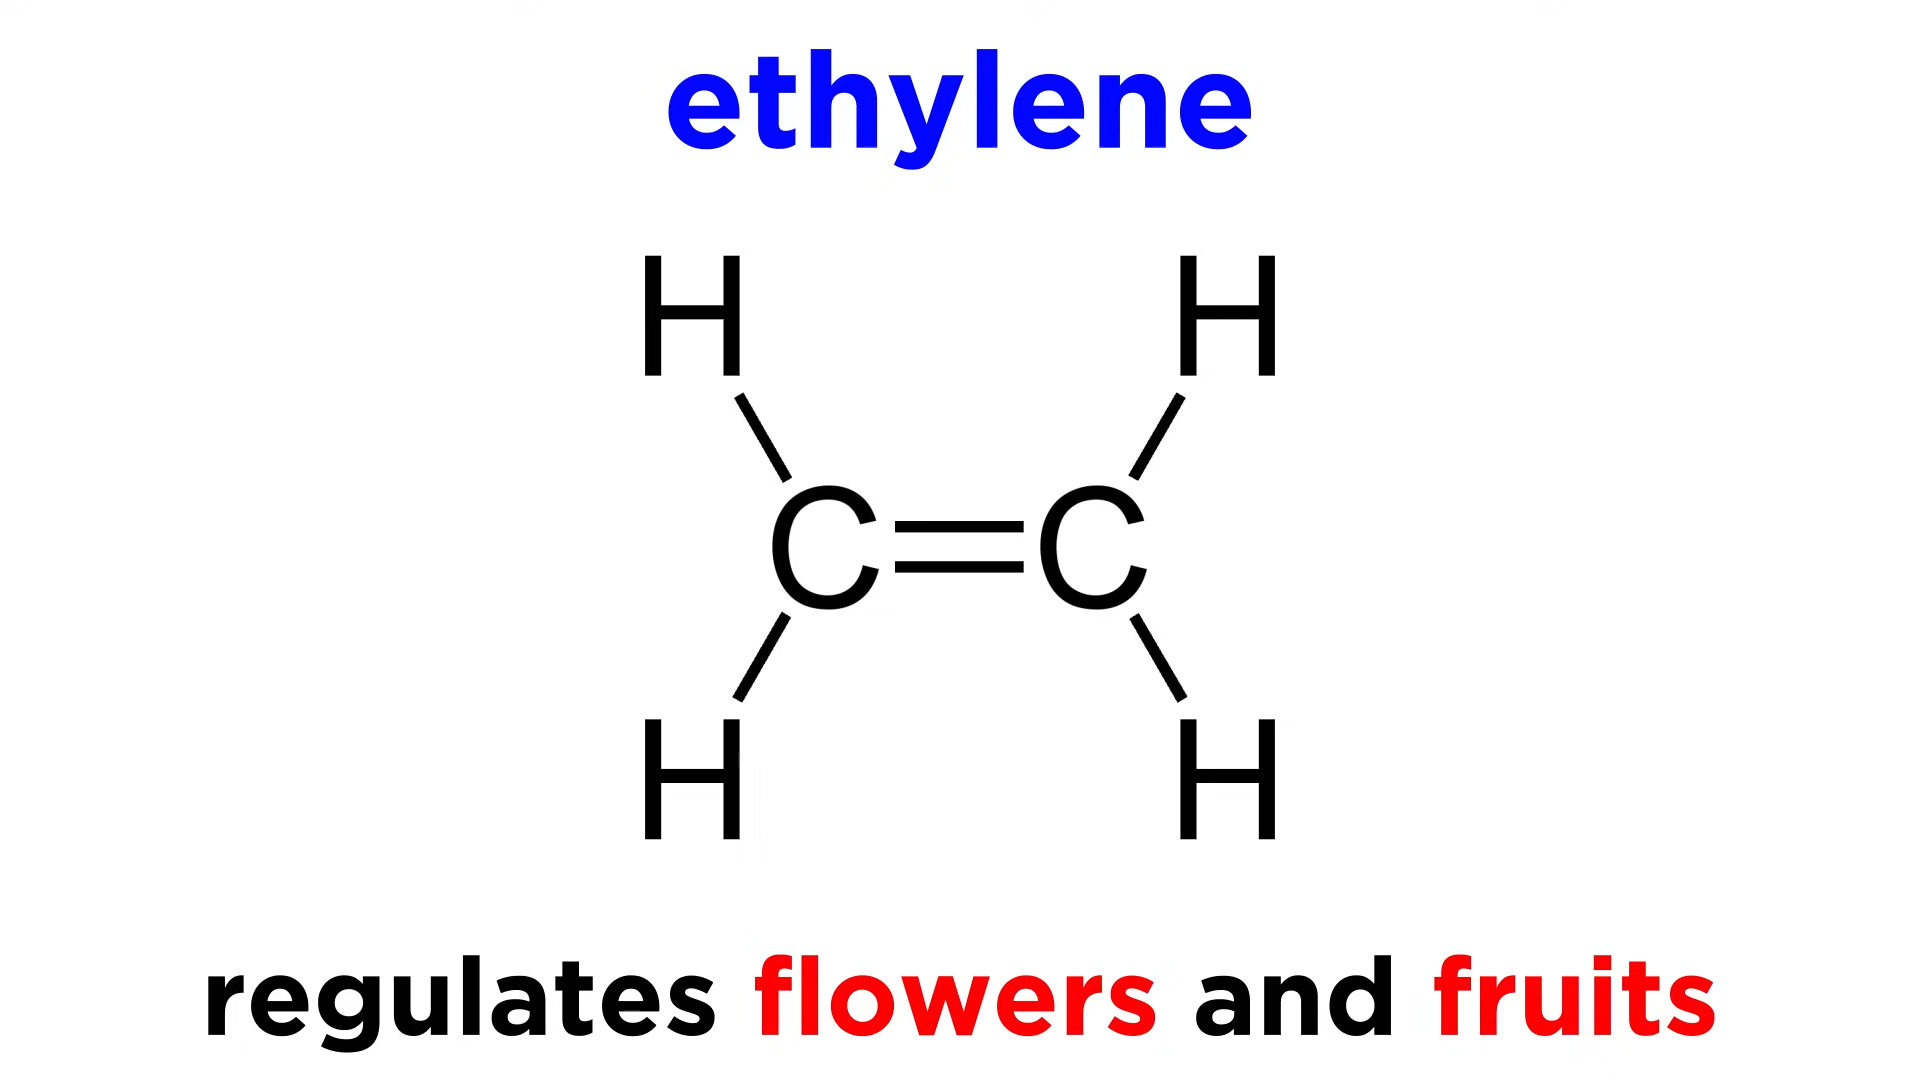 ethylene
H H
C C
H H
regulates flowers and fruits